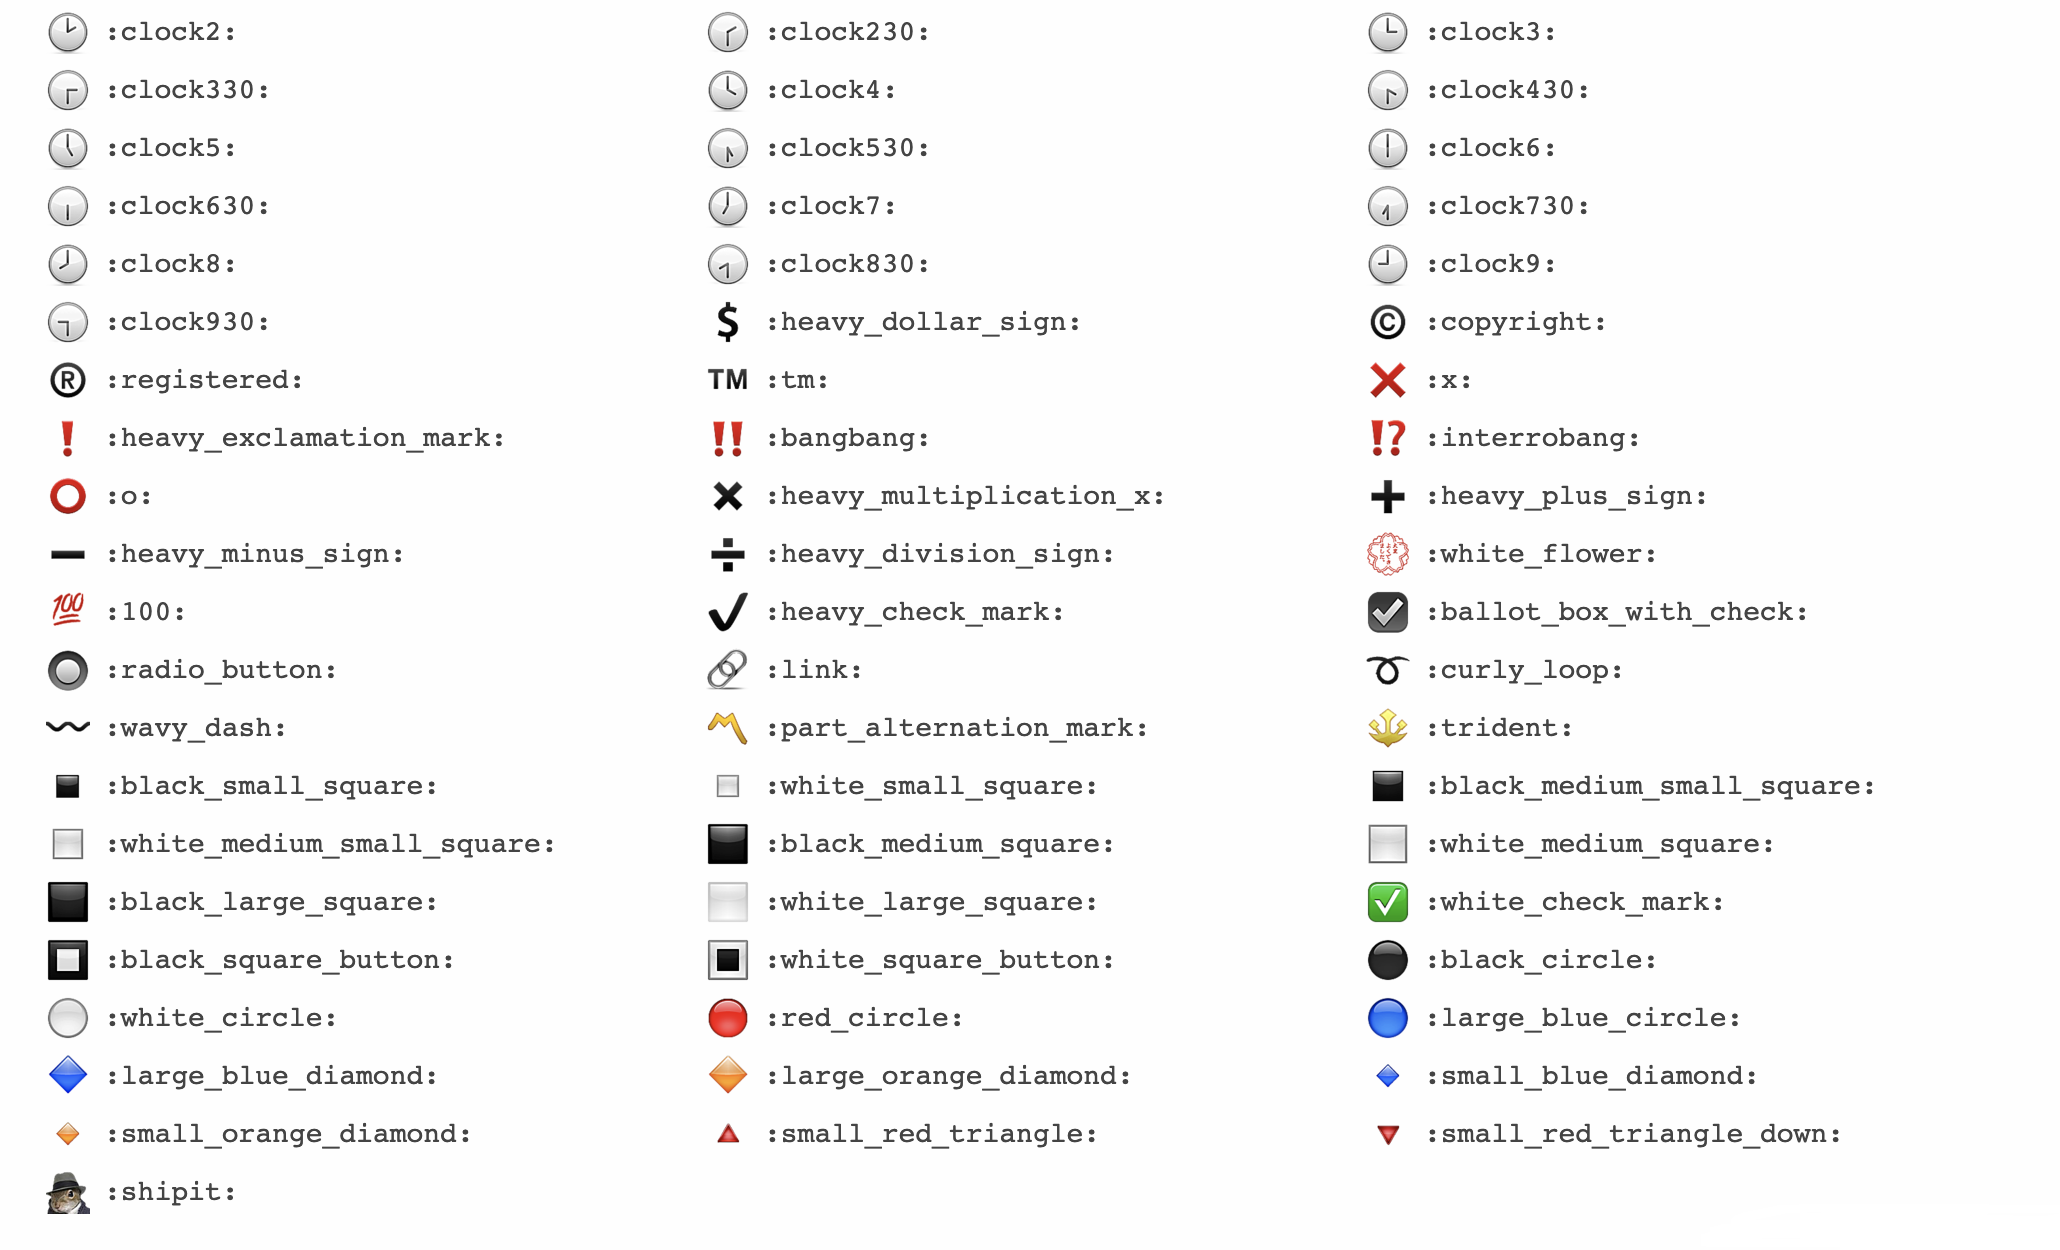 :clock2: :clock230: :clock3:
:clock330: :clock4: :clock430:
:clock5: :clock530: :clock6:
:clock630: :clock7: :clock730:
:clock8: :clock830: :clock9:
:clock930: $ :heavy_dollar_sign: © :copyright:
® :registered: TM :tm: :x:
❗ :heavy_exclamation_mark: ‼ :bangbang: ⁉ :interrobang:
:o: :heavy_multiplication_x: :heavy_plus_sign:
:heavy_minus_sign: :heavy_division_sign: :white_flower:
100 :100: :heavy_check_mark: :ballot_box_with_check:
:radio_button: :link: :curly_loop:
:wavy_dash: :part_alternation_mark: :trident:
:black_small_square: :white_small_square: :black_medium_small_square:
:white_medium_small_square: :black_medium_square: :white_medium_square:
:black_large_square: :white_large_square: :white_check_mark:
:black_square_button: :white_square_button: :black_circle:
:white_circle: :red_circle: :large_blue_circle:
:large_blue_diamond: :large_orange_diamond: :small_blue_diamond:
:small_orange_diamond: :small_red_triangle: :small_red_triangle_down:
:shipit: